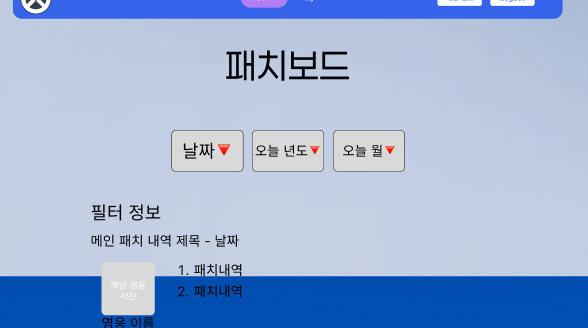 패치보드
날짜
오늘 년도
오늘 월
필터 정보
메인 패치 내역 제목 - 날짜
해당 영웅
사진
1. 패치내역
2. 패치내역
영웅 이름